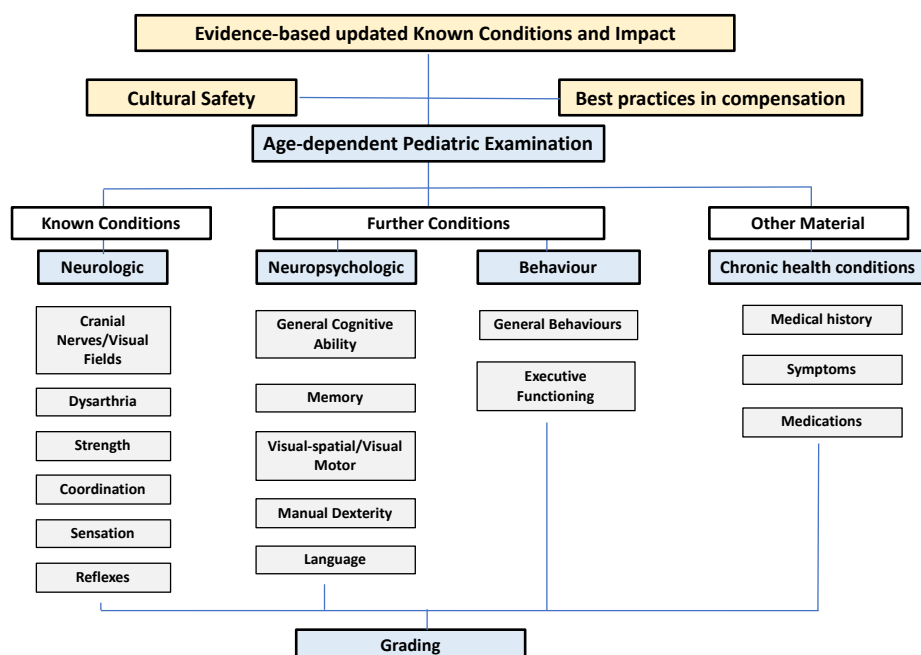 Evidence-based updated Known Conditions and Impact
Cultural Safety
Best practices in compensation
Age-dependent Pediatric Examination
Known Conditions
Further Conditions
Other Material
Neurologic
Neuropsychologic
Behaviour
Chronic health conditions
Cranial
Nerves/Visual
Fields
Dysarthria
Strength
Coordination
Sensation
Reflexes
General Cognitive
Ability
Memory
Visual-spatial/Visual
Motor
Manual Dexterity
Language
General Behaviours
Executive
Functioning
Medical history
Symptoms
Medications
Grading